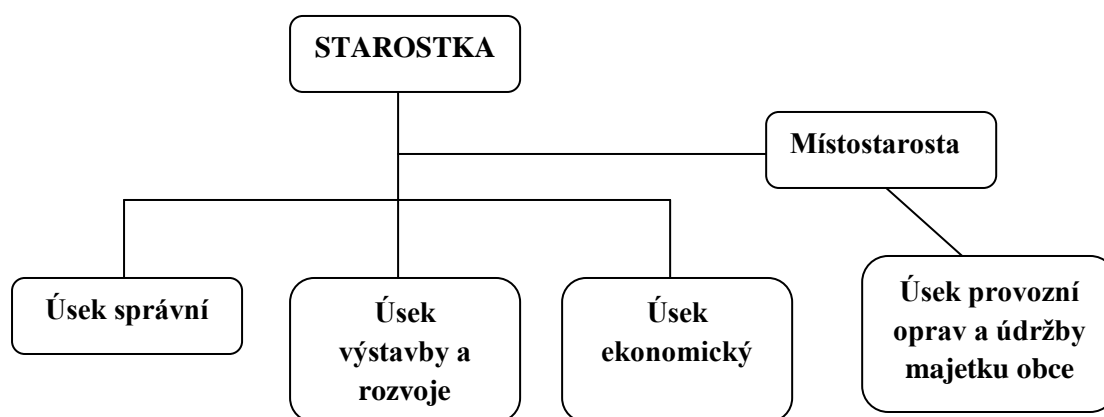 STAROSTKA
Místostarosta
Úsek správní
Úsek
výstavby a
rozvoje
Úsek
ekonomický
Úsek provozní
oprav a údržby
majetku obce